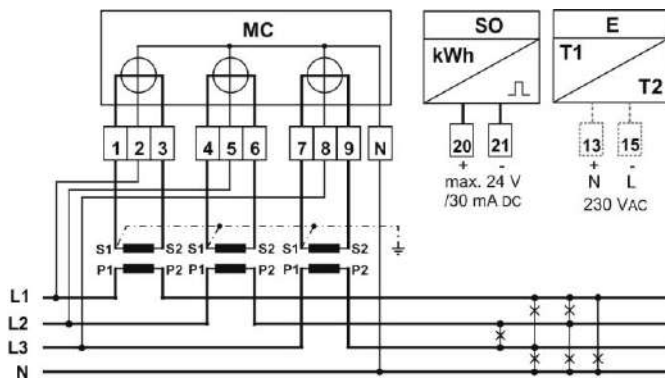 MC SO E
kWh T1
T2
1 2 3 4 5 6 7 8 9 N
20 21 13 15
+ - + -
max. 24 V N L
/30 mA DC 230 VAC
S1 S2 S1 S2 S1 S2
P1 P2 P1 P2 P1 P2
L1
L2
L3
N